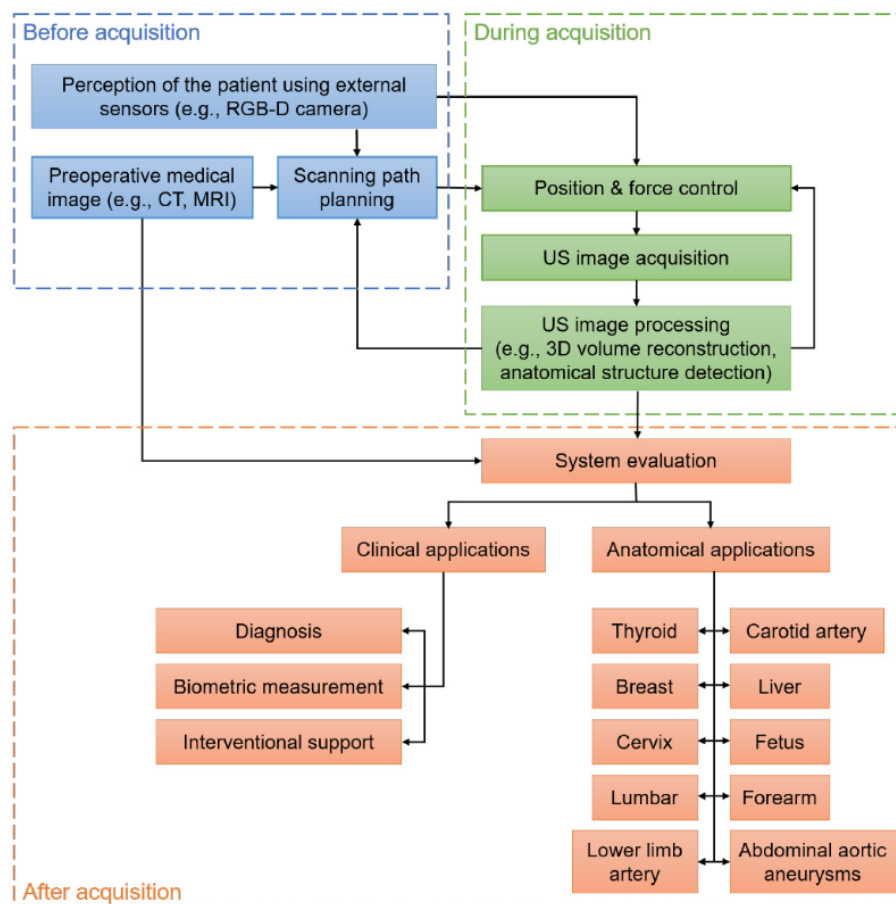 Before acquisition
During acquisition
Perception of the patient using external
sensors (e.g., RGB-D camera)
Preoperative medical
image (e.g., CT, MRI)
Scanning path
planning
Position & force control
US image acquisition
US image processing
(e.g., 3D volume reconstruction,
anatomical structure detection)
System evaluation
Clinical applications
Anatomical applications
Diagnosis
Biometric measurement
Interventional support
Thyroid
Carotid artery
Breast
Liver
Cervix
Fetus
Lumbar
Forearm
Lower limb
artery
Abdominal aortic
aneurysms
After acquisition